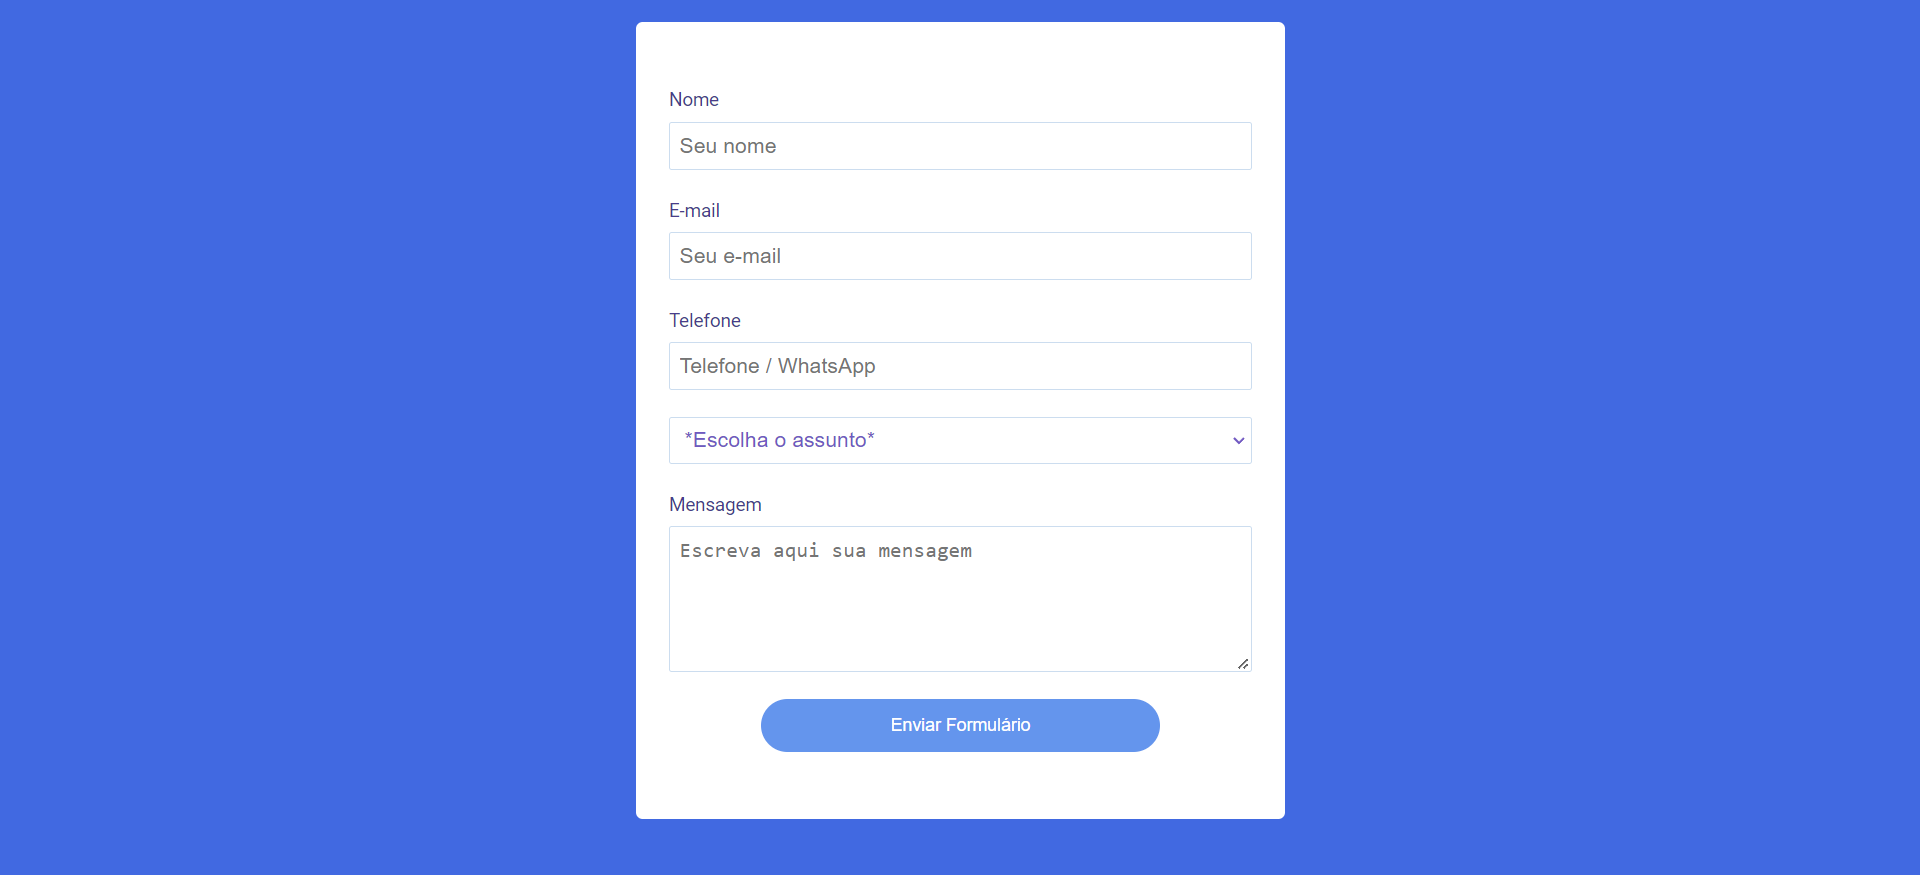 Nome
Seu nome
E-mail
Seu e-mail
Telefone
Telefone / WhatsApp
*Escolha o assunto*
Mensagem
Escreva aqui sua mensagem
Enviar Formulário